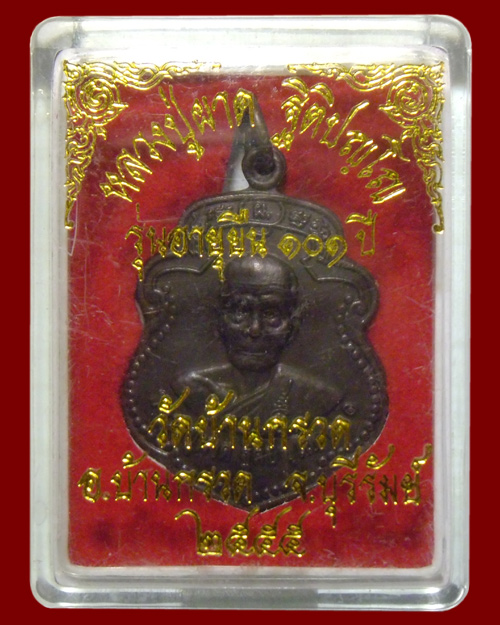 หลวงปู่ผาด ฐิติปญฺโญ
รุ่นอายุยืน ๑๐๑ ปี
วัดบ้านกรวด
อ.บ้านกรวด จ.บุรีรัมย์
๒๕๕๕